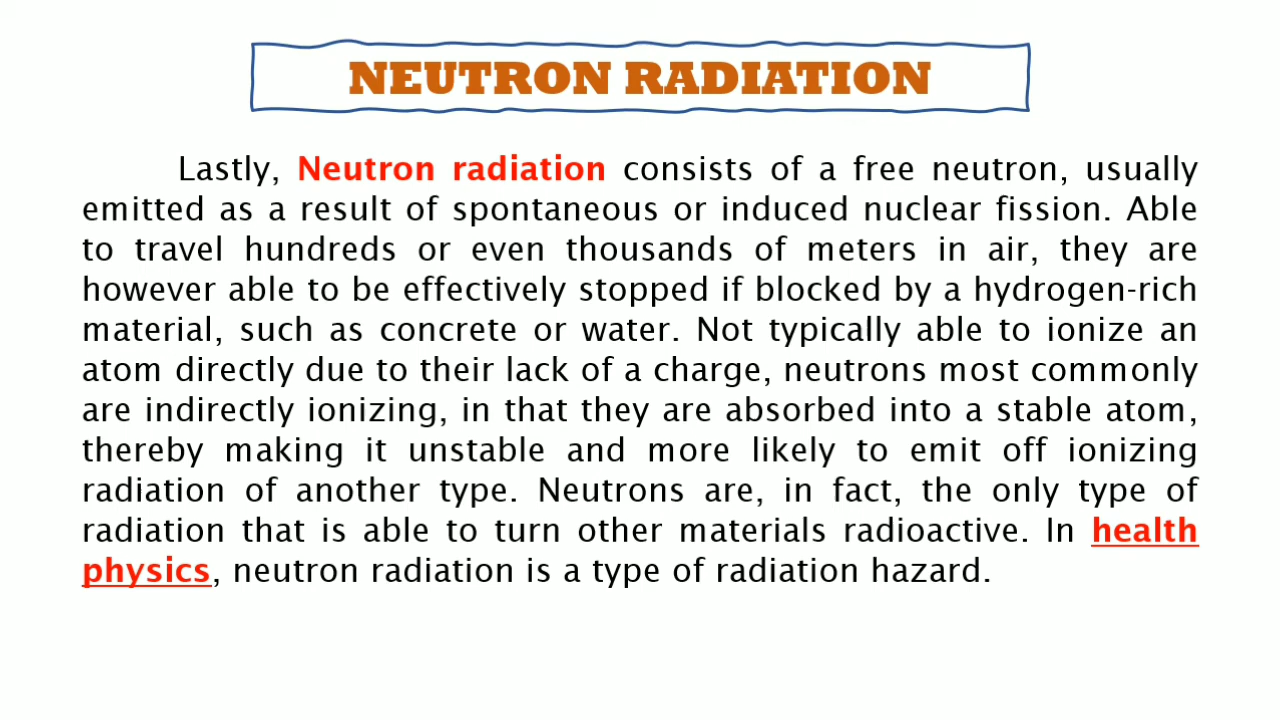 NEUTRON RADIATION
Lastly, Neutron radiation consists of a free neutron, usually
emitted as a result of spontaneous or induced nuclear fission. Able
to travel hundreds or even thousands of meters in air, they are
however able to be effectively stopped if blocked by a hydrogen-rich
material, such as concrete or water. Not typically able to ionize an
atom directly due to their lack of a charge, neutrons most commonly
are indirectly ionizing, in that they are absorbed into a stable atom,
thereby making it unstable and more likely to emit off ionizing
radiation of another type. Neutrons are, in fact, the only type of
radiation that is able to turn other materials radioactive. In health
physics, neutron radiation is a type of radiation hazard.